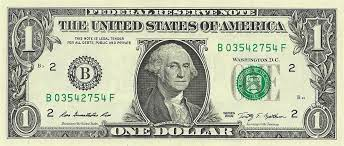 FEDERAL RESERVE NOTE
THE UNITED STATES OF AMERICA
THIS NOTE IS LEGAL TENDER
FOR ALL DEBTS, PUBLIC AND PRIVATE
B 03542754 F
WASHINGTON, D.C.
2
B
2
B 03542754 F
2
2
1
1
1
1
SERIES
ONE DOLLAR